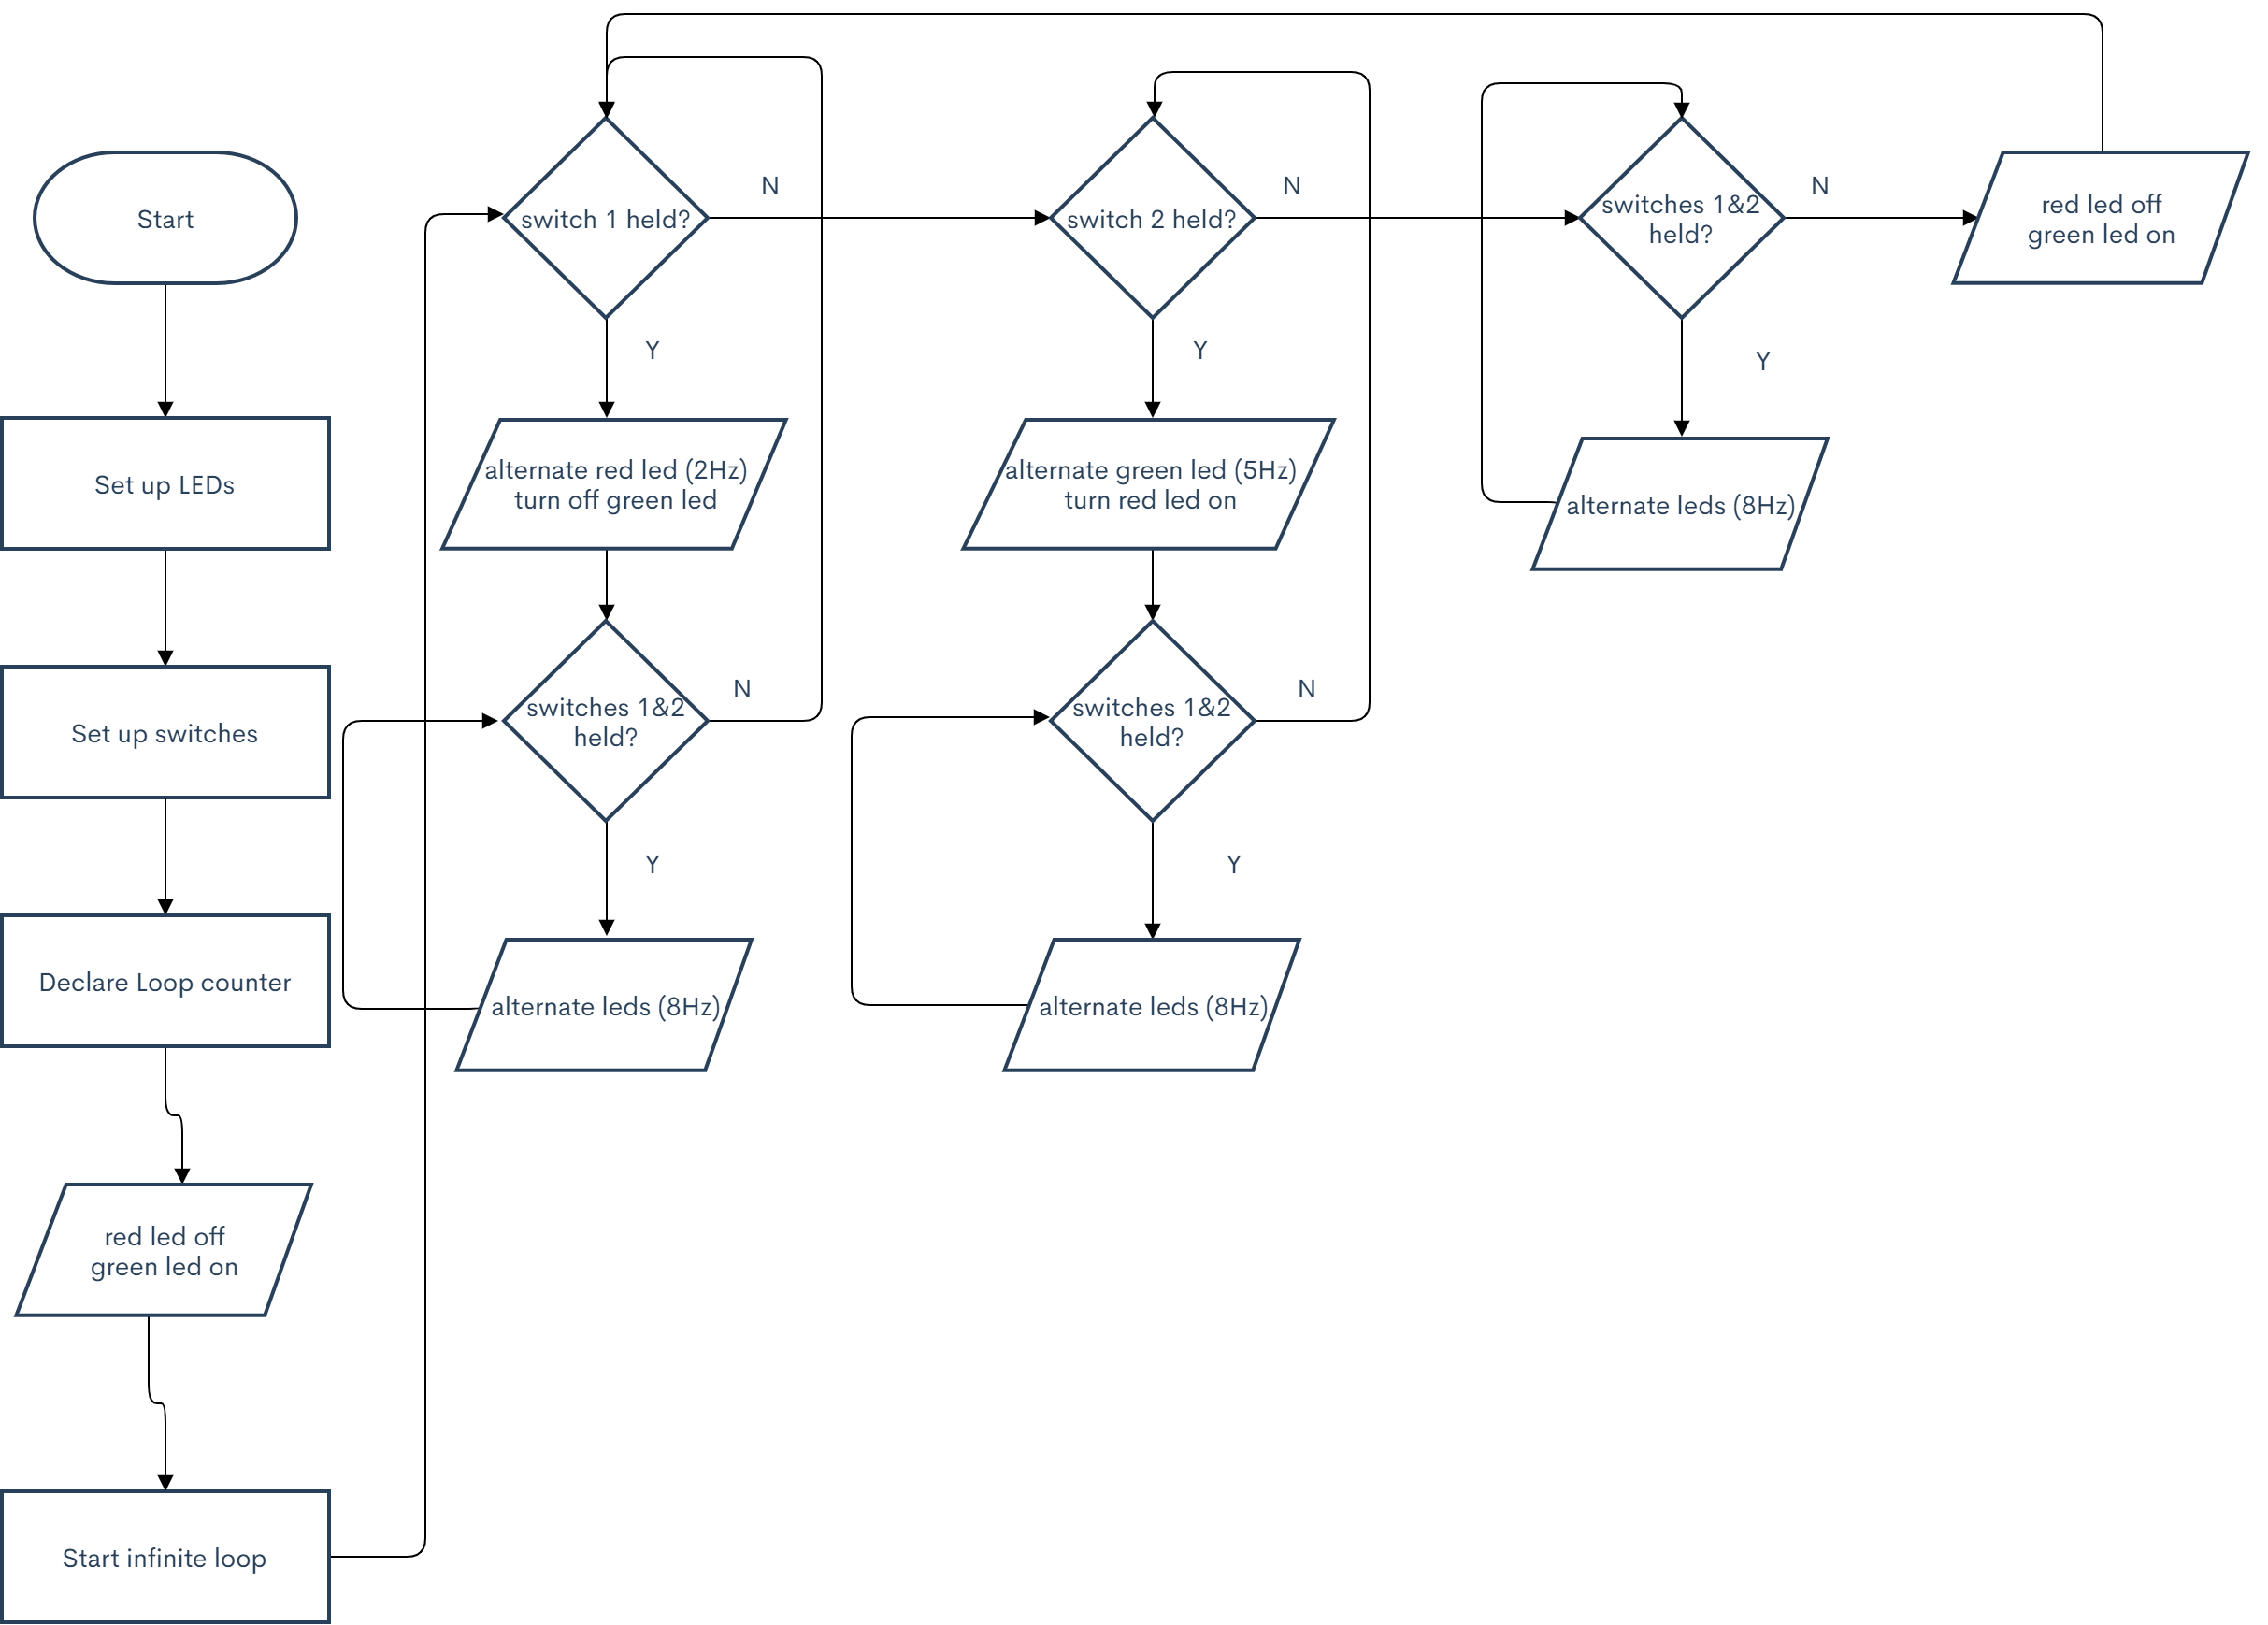 Start
Set up LEDs
Set up switches
Declare Loop counter
red led off
green led on
Start infinite loop
switch 1 held?
N
Y
alternate red led (2Hz)
turn off green led
switches 1&2
held?
N
Y
alternate leds (8Hz)
switch 2 held?
N
Y
alternate green led (5Hz)
turn red led on
switches 1&2
held?
N
Y
alternate leds (8Hz)
switches 1&2
held?
N
Y
alternate leds (8Hz)
red led off
green led on